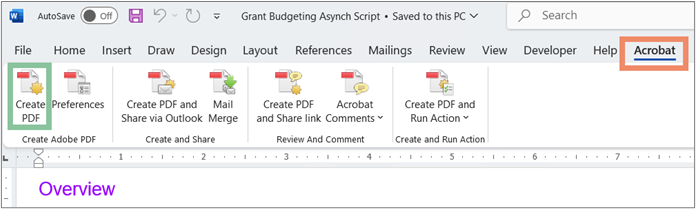 AutoSave Off Grant Budgeting Asynch Script • Saved to this PC Search
File Home Insert Draw Design Layout References Mailings Review View Developer Help Acrobat
Create Preferences Create PDF and Mail Create PDF Acrobat Create PDF and
PDF Share via Outlook Merge and Share link Comments Run Action
Create Adobe PDF Create and Share Review And Comment Create and Run Action
1 2 3 4 5 6 7
Overview